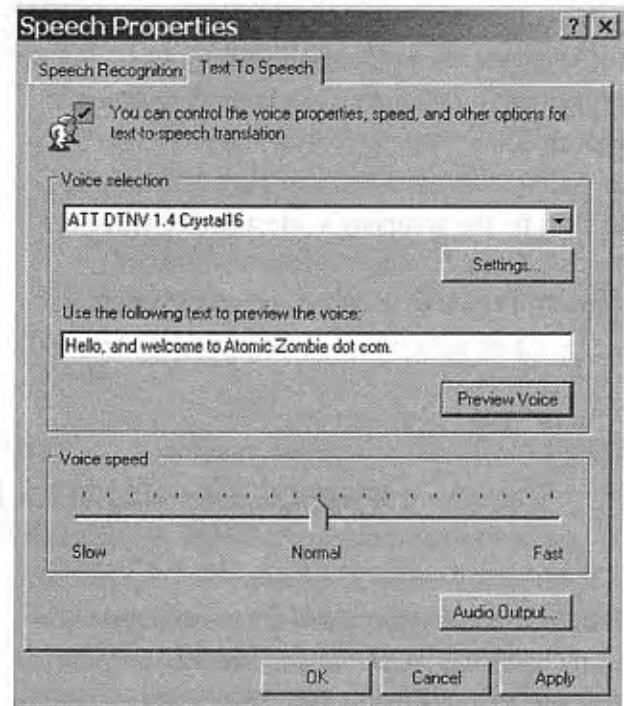 Speech Properties
Speech Recognition Text To Speech
You can control the voice properties, speed, and other options for
text-to-speech translation
Voice selection
ATT DTNV 1.4 Crystal16
Settings...
Use the following text to preview the voice:
Hello, and welcome to Atomic Zombie dot com.
Preview Voice
Voice speed
Slow Normal Fast
Audio Output...
OK Cancel Apply